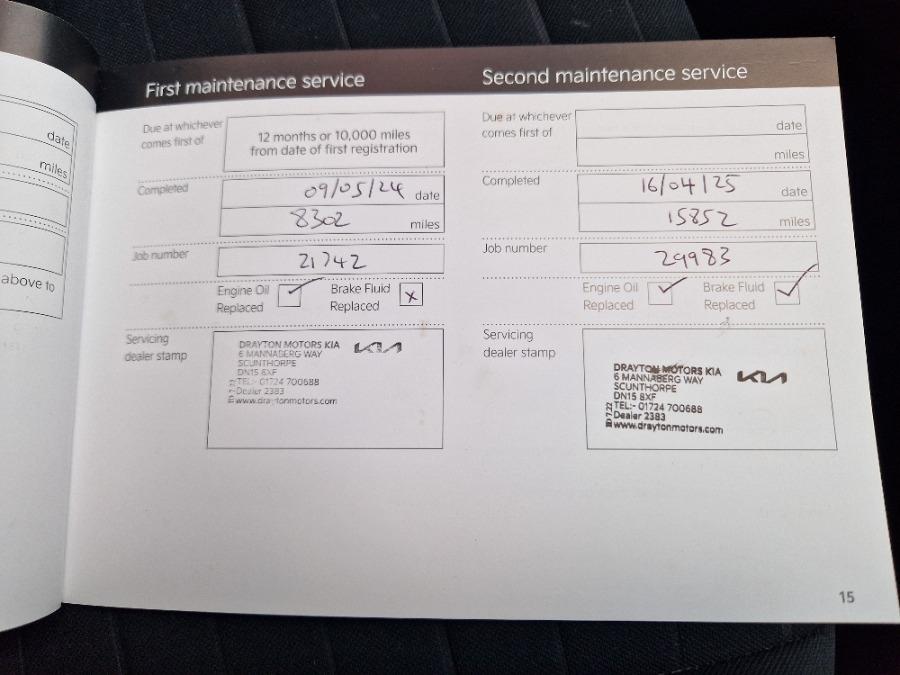 date
miles
above to
First maintenance service
Due at whichever
comes first of
12 months or 10,000 miles
from date of first registration
Completed
09/05/24 date
8302 miles
Job number
21742
Engine Oil
Replaced
Brake Fluid
Replaced
x
Servicing
dealer stamp
DRAYTON MOTORS KIA
6 MANNABERG WAY
SCUNTHORPE
DN15 8XF
TEL:- 01724 700688
Dealer 2383
www.draytonmotors.com
KIA
Second maintenance service
Due at whichever
comes first of
date
miles
Completed
16/04/25 date
15852 miles
Job number
29983
Engine Oil
Replaced
Brake Fluid
Replaced
Servicing
dealer stamp
DRAYTON MOTORS KIA
6 MANNABERG WAY
SCUNTHORPE
DN15 8XF
TEL:- 01724 700688
Dealer 2383
www.draytonmotors.com
KIA
15